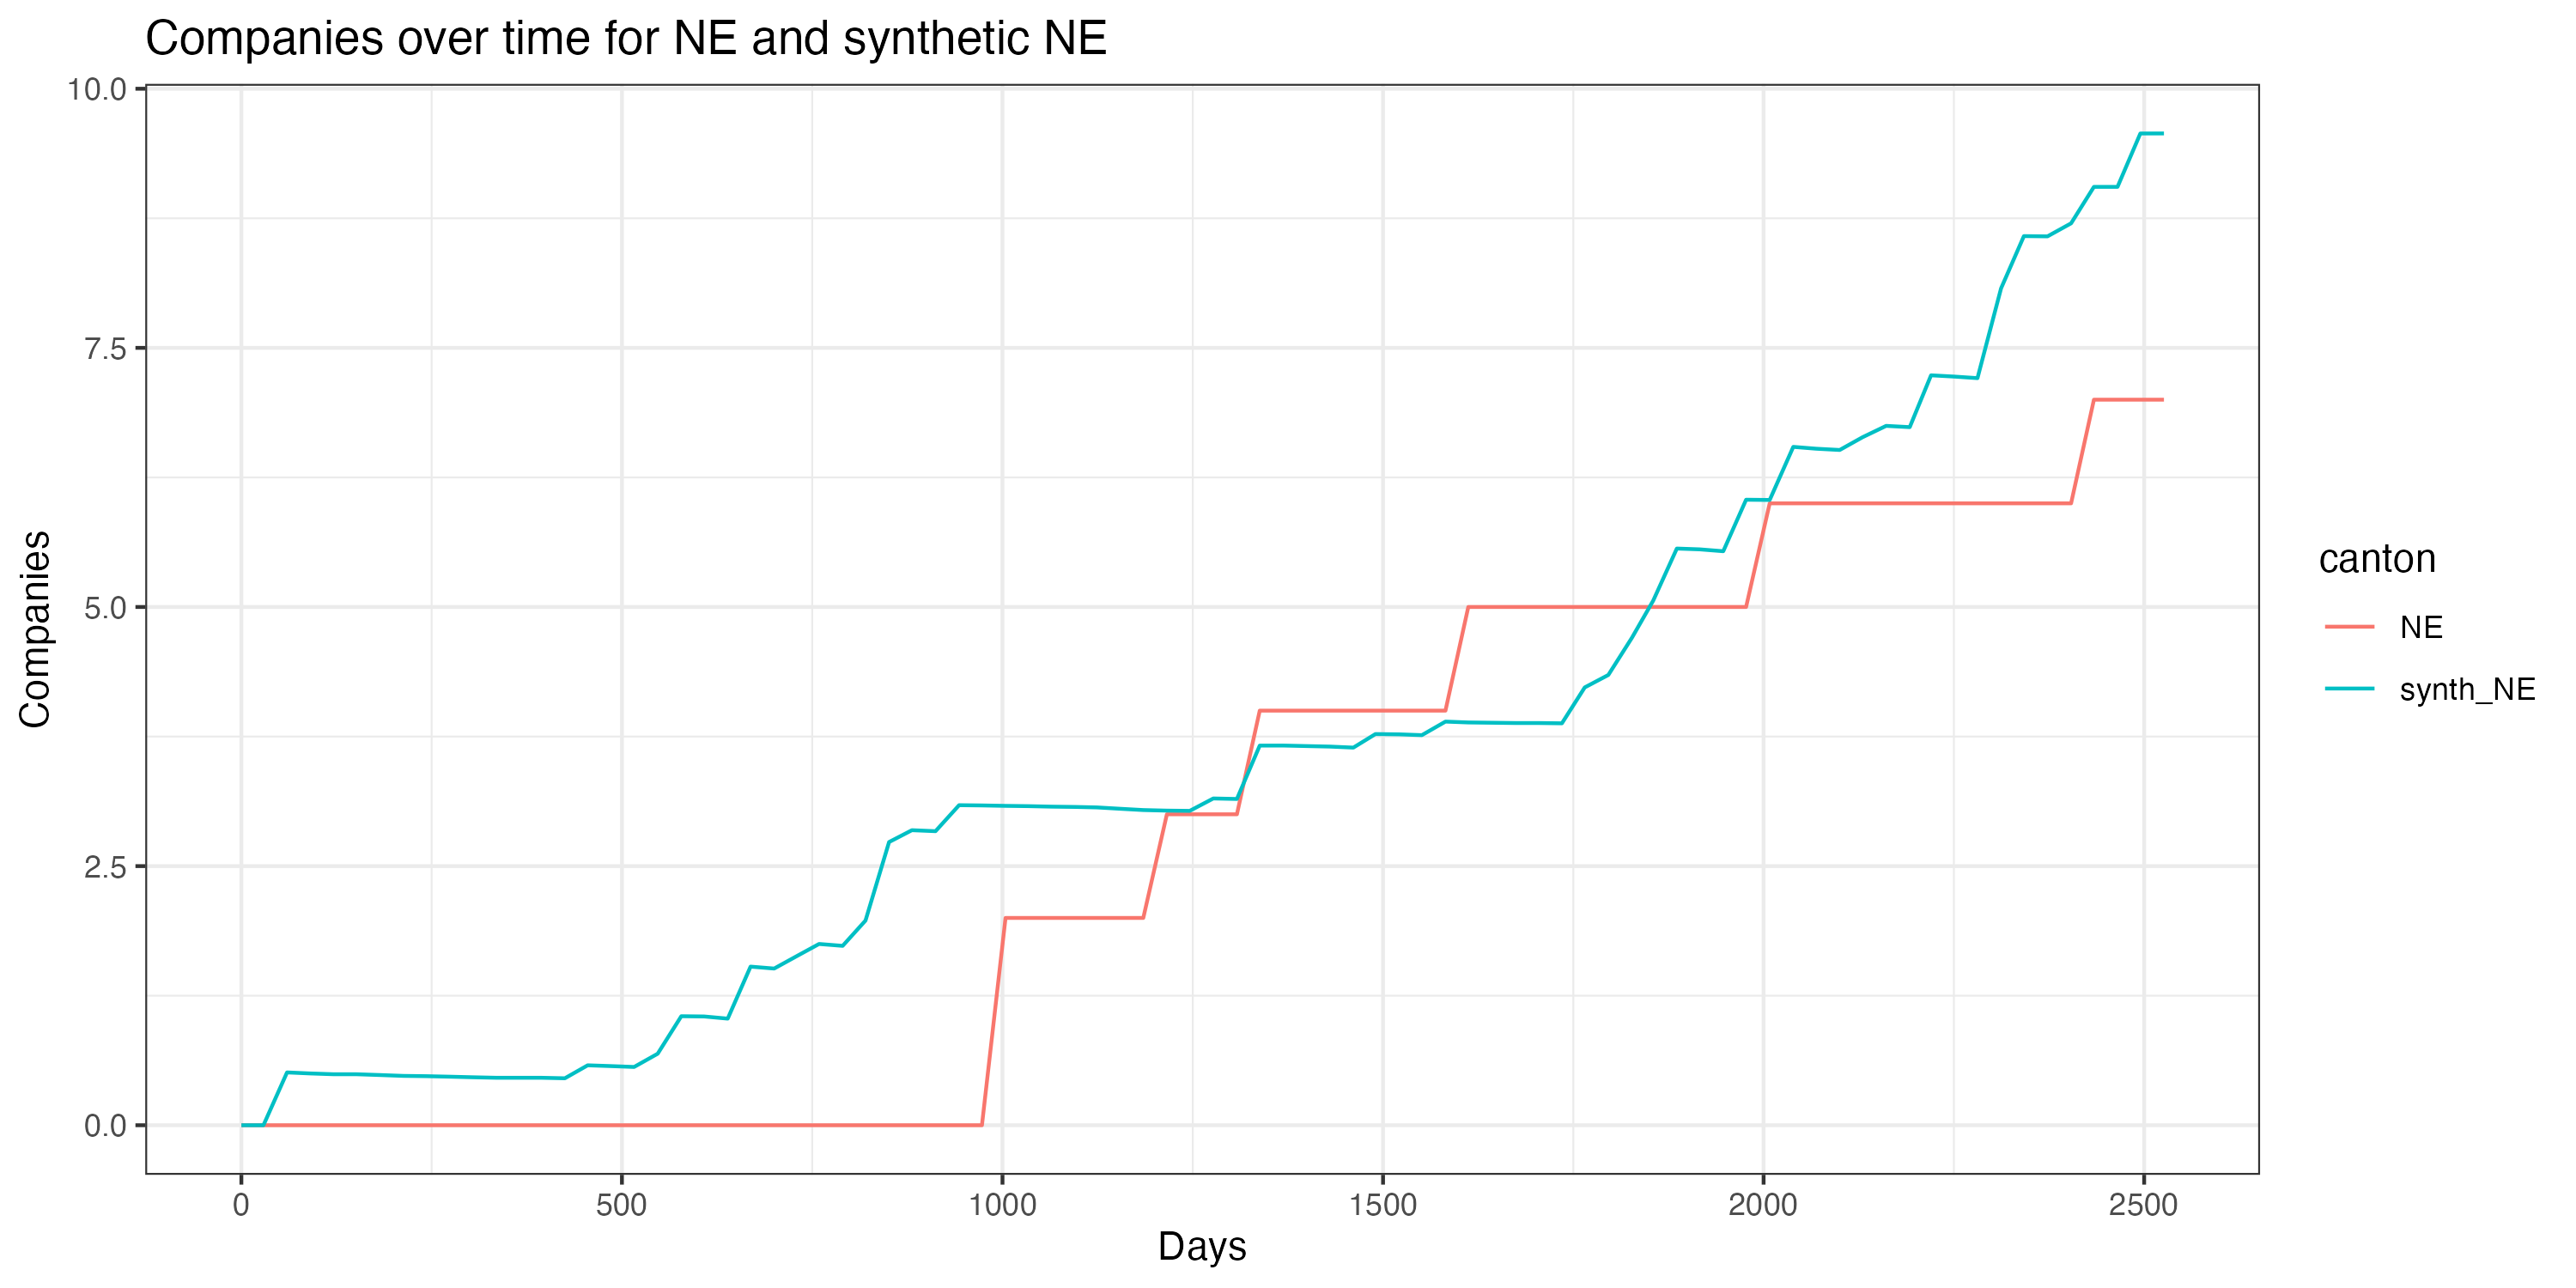 Companies over time for NE and synthetic NE
10.0
7.5
5.0
2.5
0.0
Companies
0 500 1000 1500 2000 2500
Days
canton
NE
synth_NE